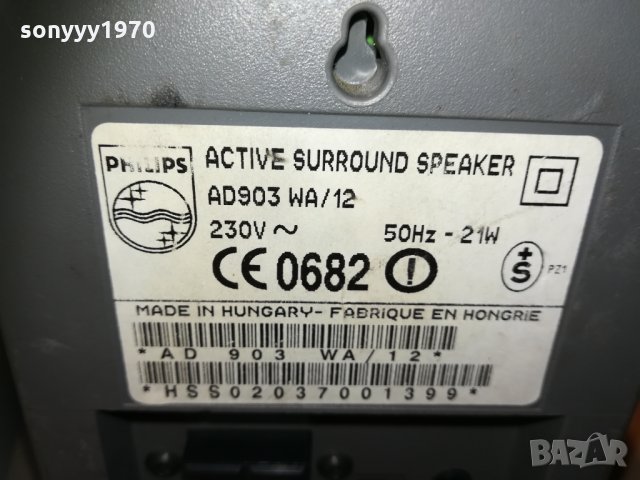 sonyyy1970
PHILIPS
ACTIVE SURROUND SPEAKER
AD903 WA/12
230V ~ 50Hz - 21W
CE 0682
+
S
PZ1
MADE IN HUNGARY- FABRIQUE EN HONGRIE
*AD 903 WA/12*
*HSS02037001399*
BAZAR